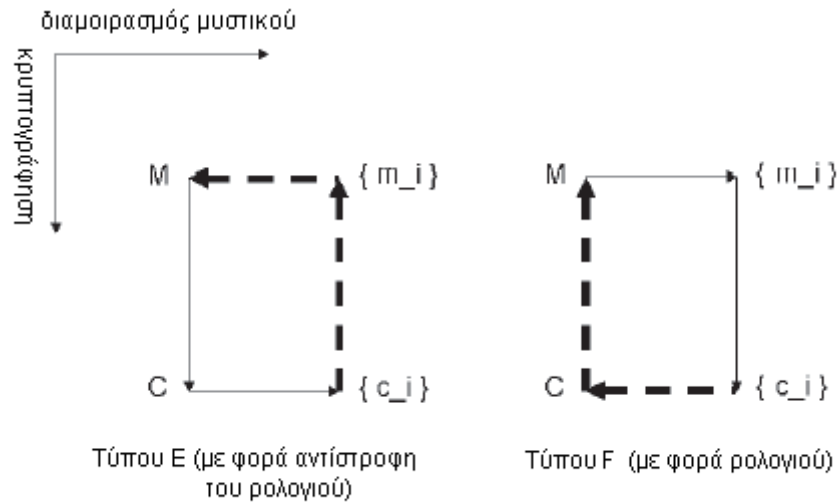 διαμοιρασμός μυστικού
κρυπτογράφηση
M
{ m_i }
M
{ m_i }
C
{ c_i }
C
{ c_i }
Τύπου E (με φορά αντίστροφη
του ρολογιού)
Τύπου F (με φορά ρολογιού)